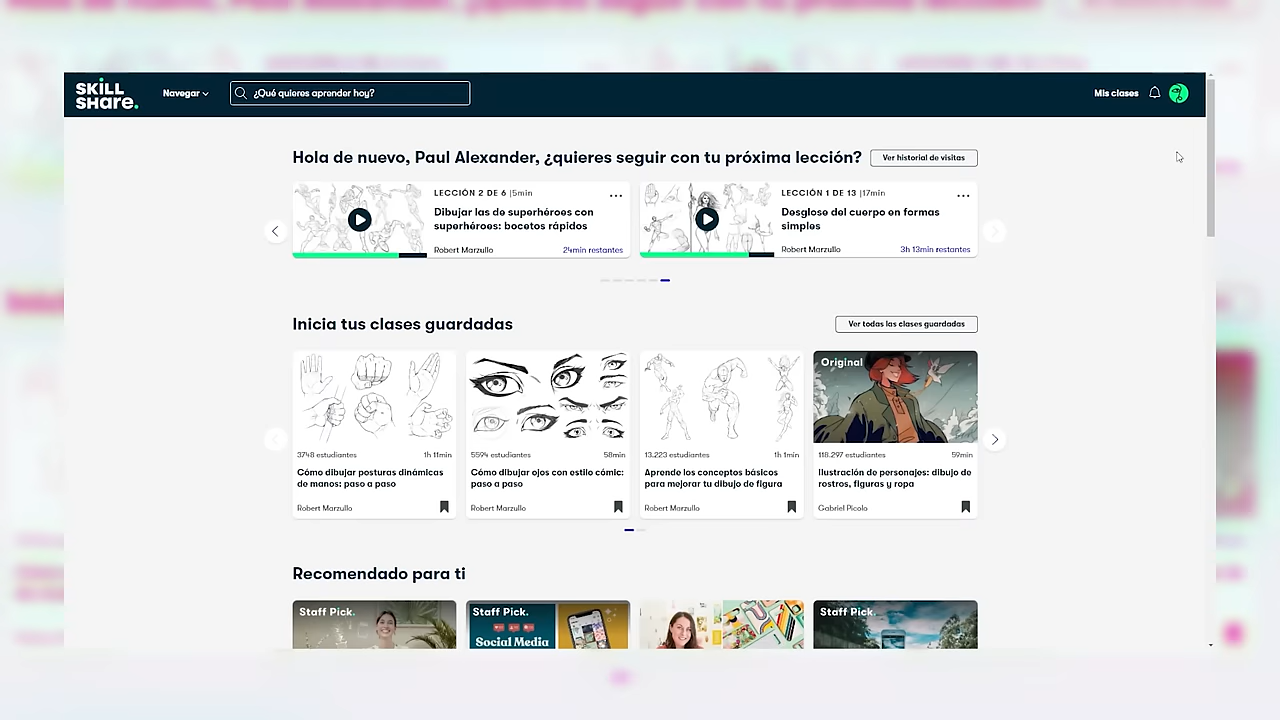 SKILL
SHare.
Navegar
¿Qué quieres aprender hoy?
Mis clases
Hola de nuevo, Paul Alexander, ¿quieres seguir con tu próxima lección?
Ver historial de visitas
LECCIÓN 2 DE 6 |5min
Dibujar las de superhéroes con
superhéroes: bocetos rápidos
Robert Marzullo
24min restantes
LECCIÓN 1 DE 13 |17min
Desglose del cuerpo en formas
simples
Robert Marzullo
3h 13min restantes
Inicia tus clases guardadas
Ver todas las clases guardadas
3748 estudiantes
1h 11min
Cómo dibujar posturas dinámicas
de manos: paso a paso
Robert Marzullo
5594 estudiantes
58min
Cómo dibujar ojos con estilo cómic:
paso a paso
Robert Marzullo
13.223 estudiantes
1h 1min
Aprende los conceptos básicos
para mejorar tu dibujo de figura
Robert Marzullo
Original
118.297 estudiantes
59min
Ilustración de personajes: dibujo de
rostros, figuras y ropa
Gabriel Picolo
Recomendado para ti
Staff Pick.
Staff Pick.
Social Media
Staff Pick.